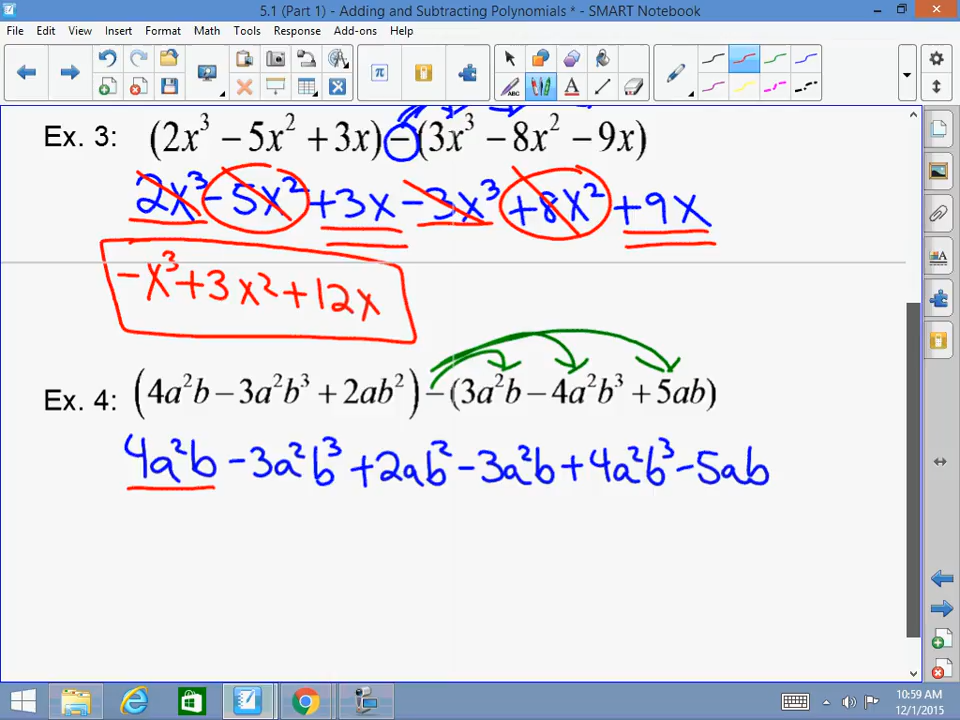 5.1 (Part 1) - Adding and Subtracting Polynomials * - SMART Notebook
File Edit View Insert Format Math Tools Response Add-ons Help
Ex. 3: (2x³ − 5x² + 3x) − (3x³ − 8x² − 9x)
2x³ − 5x² + 3x − 3x³ + 8x² + 9x
−x³ + 3x² + 12x
Ex. 4: (4a²b − 3a²b³ + 2ab²) − (3a²b − 4a²b³ + 5ab)
4a²b − 3a²b³ + 2ab² − 3a²b + 4a²b³ − 5ab
10:59 AM
12/1/2015